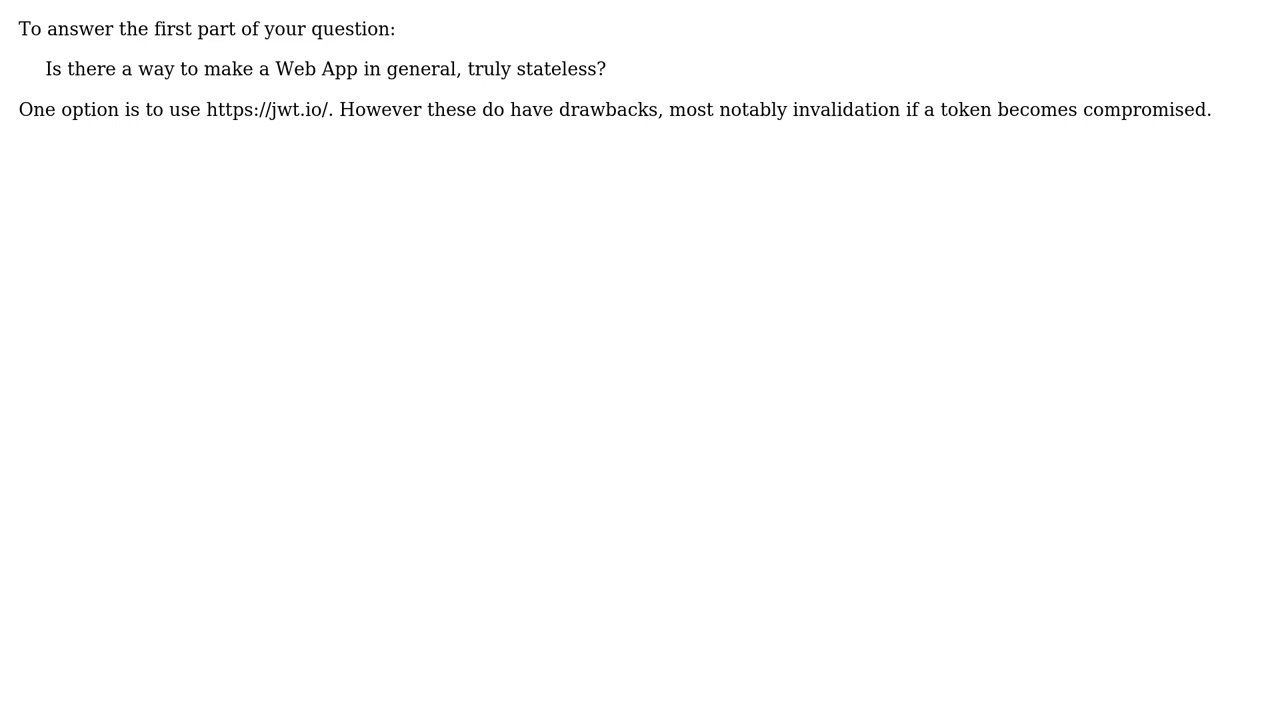 To answer the first part of your question:
Is there a way to make a Web App in general, truly stateless?
One option is to use https://jwt.io/. However these do have drawbacks, most notably invalidation if a token becomes compromised.